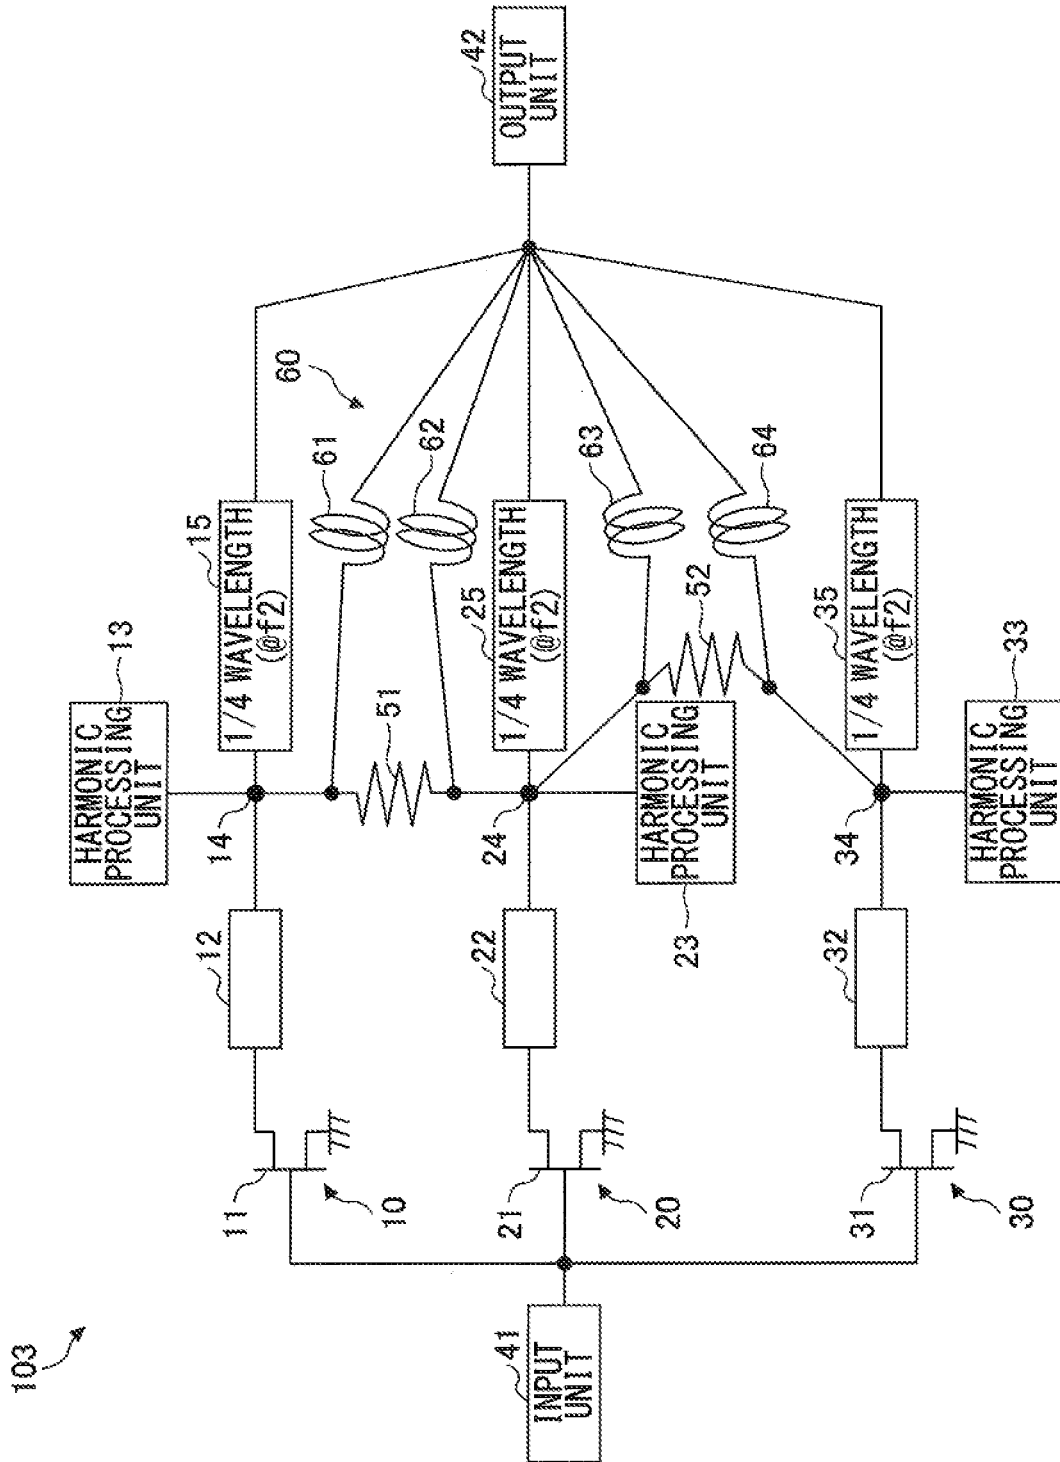 103
13
HARMONIC
PROCESSING
UNIT
15
1/4 WAVELENGTH
(@f2)
14
12
11
10
60
61
62
51
42
OUTPUT
UNIT
41
INPUT
UNIT
21
20
22
24
25
1/4 WAVELENGTH
(@f2)
23
HARMONIC
PROCESSING
UNIT
63
64
52
31
30
32
34
35
1/4 WAVELENGTH
(@f2)
33
HARMONIC
PROCESSING
UNIT